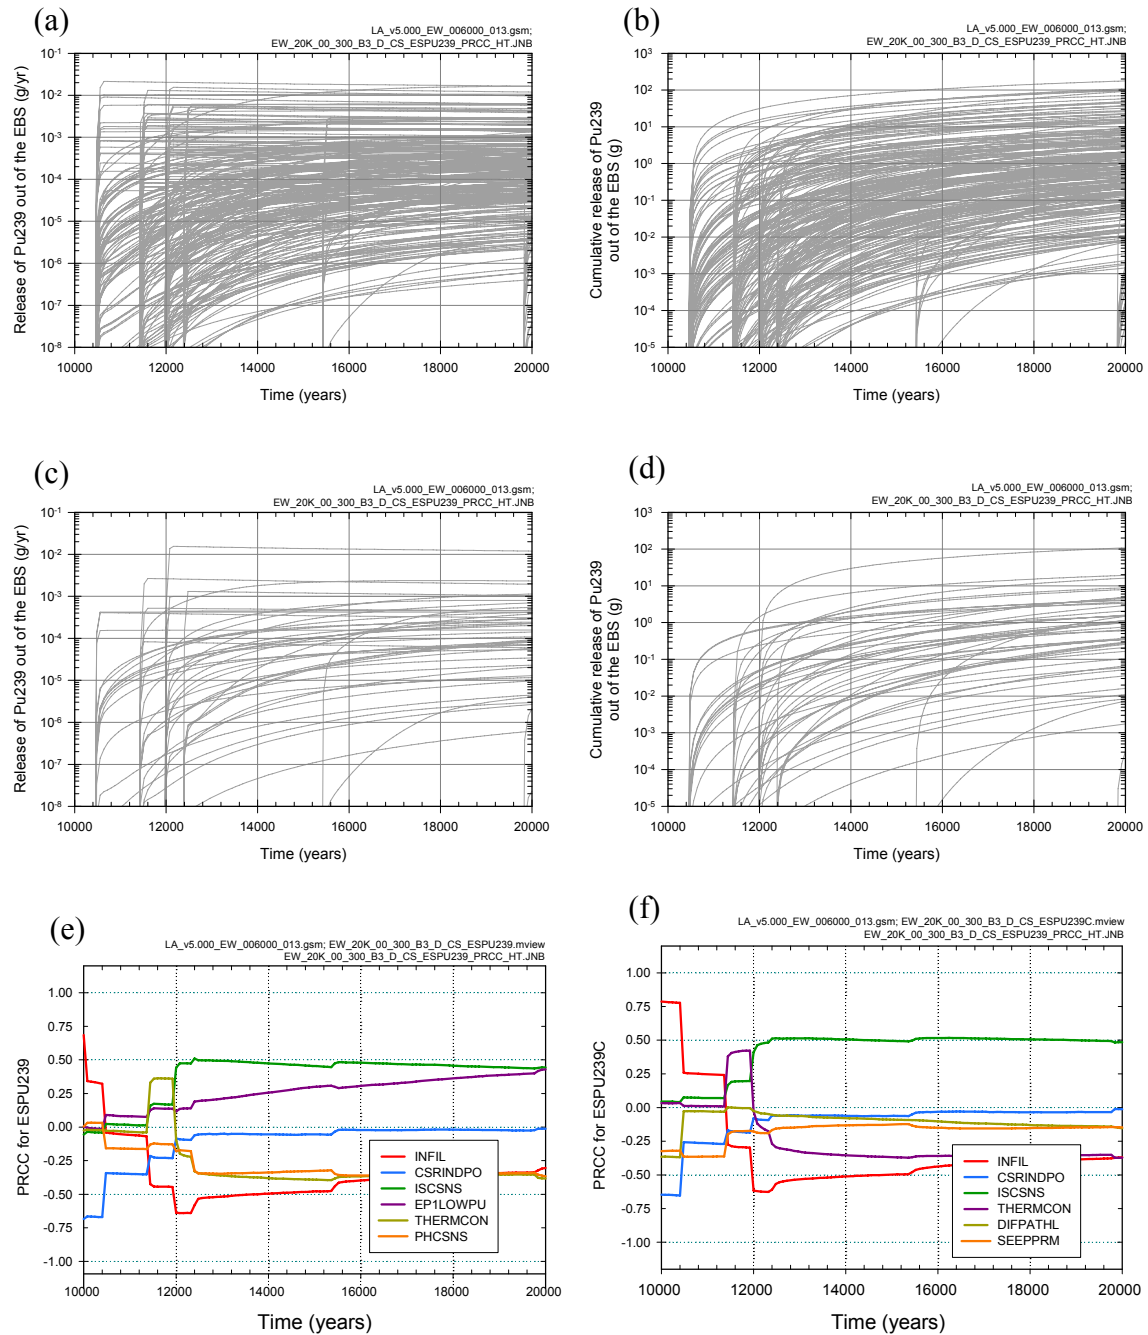 (a)
LA_v5.000_EW_006000_013.gsm;
EW_20K_00_300_B3_D_CS_ESPU239_PRCC_HT.JNB
Release of Pu239 out of the EBS (g/yr)
10-1
10-2
10-3
10-4
10-5
10-6
10-7
10-8
10000 12000 14000 16000 18000 20000
Time (years)
(b)
LA_v5.000_EW_006000_013.gsm;
EW_20K_00_300_B3_D_CS_ESPU239_PRCC_HT.JNB
Cumulative release of Pu239
out of the EBS (g)
103
102
101
100
10-1
10-2
10-3
10-4
10-5
10000 12000 14000 16000 18000 20000
Time (years)
(c)
LA_v5.000_EW_006000_013.gsm;
EW_20K_00_300_B3_D_CS_ESPU239_PRCC_HT.JNB
Release of Pu239 out of the EBS (g/yr)
10-1
10-2
10-3
10-4
10-5
10-6
10-7
10-8
10000 12000 14000 16000 18000 20000
Time (years)
(d)
LA_v5.000_EW_006000_013.gsm;
EW_20K_00_300_B3_D_CS_ESPU239_PRCC_HT.JNB
Cumulative release of Pu239
out of the EBS (g)
103
102
101
100
10-1
10-2
10-3
10-4
10-5
10000 12000 14000 16000 18000 20000
Time (years)
(e)
LA_v5.000_EW_006000_013.gsm; EW_20K_00_300_B3_D_CS_ESPU239.mview
EW_20K_00_300_B3_D_CS_ESPU239_PRCC_HT.JNB
PRCC for ESPU239
1.00
0.75
0.50
0.25
0.00
-0.25
-0.50
-0.75
-1.00
INFIL
CSRINDPO
ISCSNS
EP1LOWPU
THERMCON
PHCSNS
10000 12000 14000 16000 18000 20000
Time (years)
(f)
LA_v5.000_EW_006000_013.gsm; EW_20K_00_300_B3_D_CS_ESPU239C.mview
EW_20K_00_300_B3_D_CS_ESPU239_PRCC_HT.JNB
PRCC for ESPU239C
1.00
0.75
0.50
0.25
0.00
-0.25
-0.50
-0.75
-1.00
INFIL
CSRINDPO
ISCSNS
THERMCON
DIFPATHL
SEEPPRM
10000 12000 14000 16000 18000 20000
Time (years)